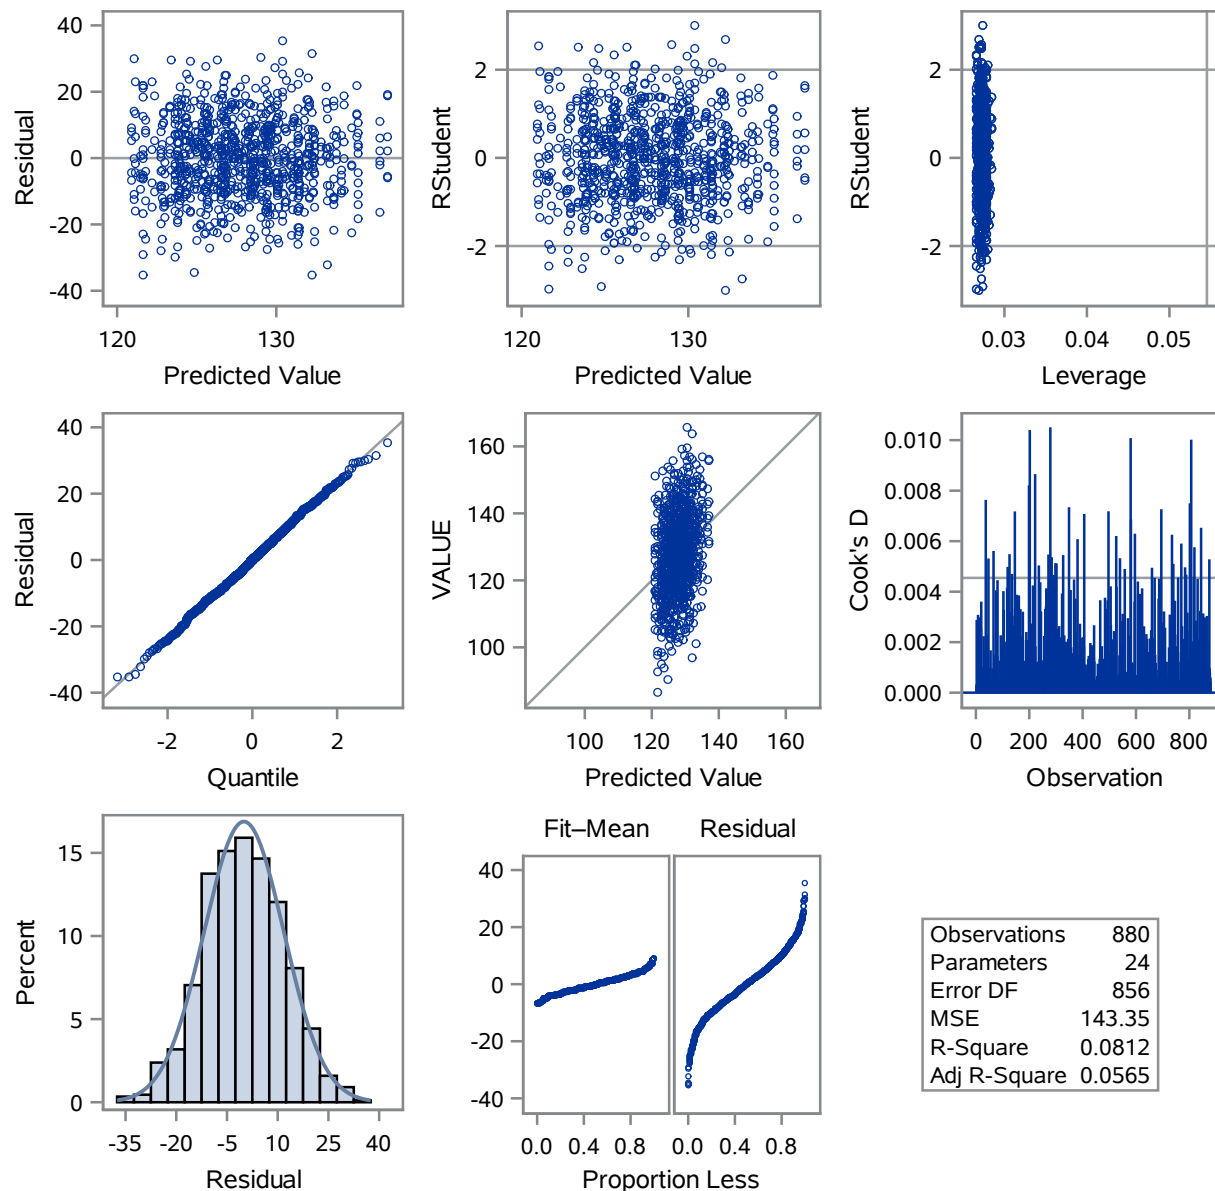 40
20
0
-20
-40
Residual
120 130
Predicted Value
2
0
-2
RStudent
120 130
Predicted Value
2
0
-2
RStudent
0.03 0.04 0.05
Leverage
40
20
0
-20
-40
Residual
-2 0 2
Quantile
160
140
120
100
VALUE
100 120 140 160
Predicted Value
0.010
0.008
0.006
0.004
0.002
0.000
Cook's D
0 200 400 600 800
Observation
15
10
5
0
Percent
-35 -20 -5 10 25 40
Residual
Fit–Mean Residual
40
20
0
-20
-40
0.0 0.4 0.8 0.0 0.4 0.8
Proportion Less
Observations 880
Parameters 24
Error DF 856
MSE 143.35
R-Square 0.0812
Adj R-Square 0.0565